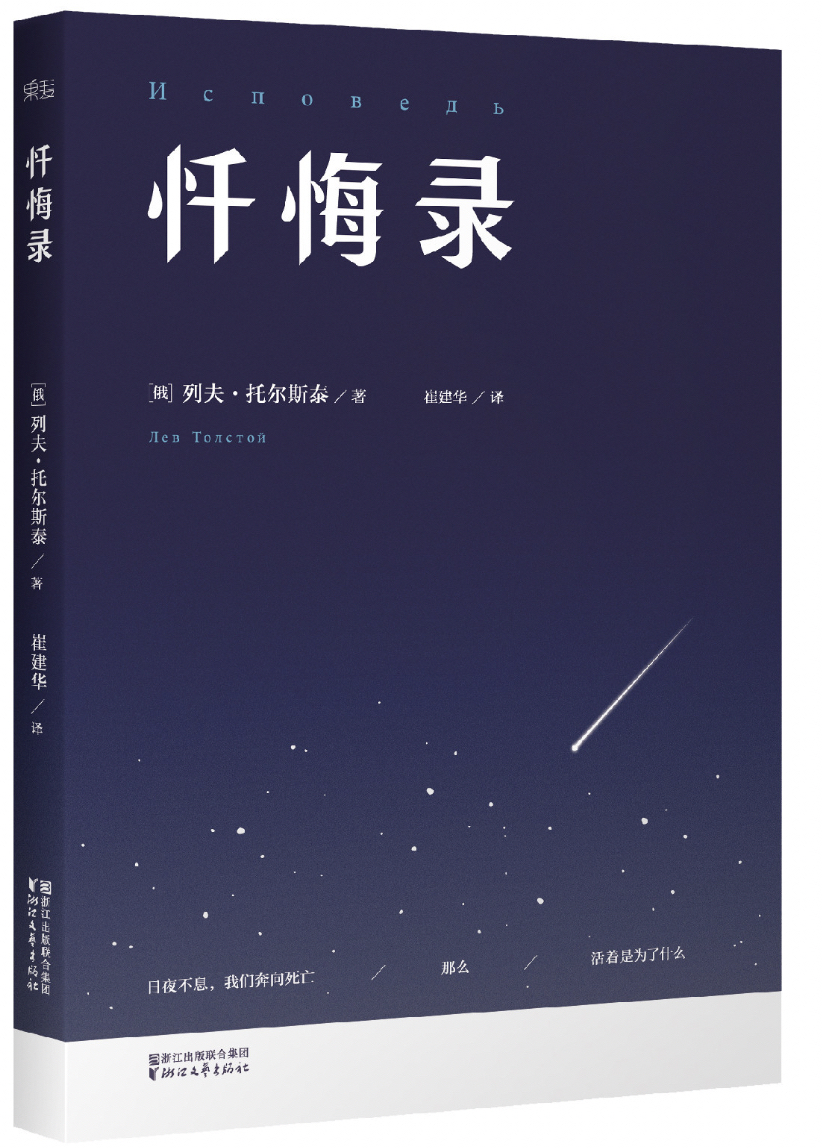 Исповедь
忏悔录
[俄] 列夫·托尔斯泰／著 崔建华／译
Лев Толстой
日夜不息，我们奔向死亡／那么／活着是为了什么
浙江出版联合集团
浙江文艺出版社
忏悔录
[俄]列夫·托尔斯泰／著
崔建华／译
浙江出版联合集团
浙江文艺出版社